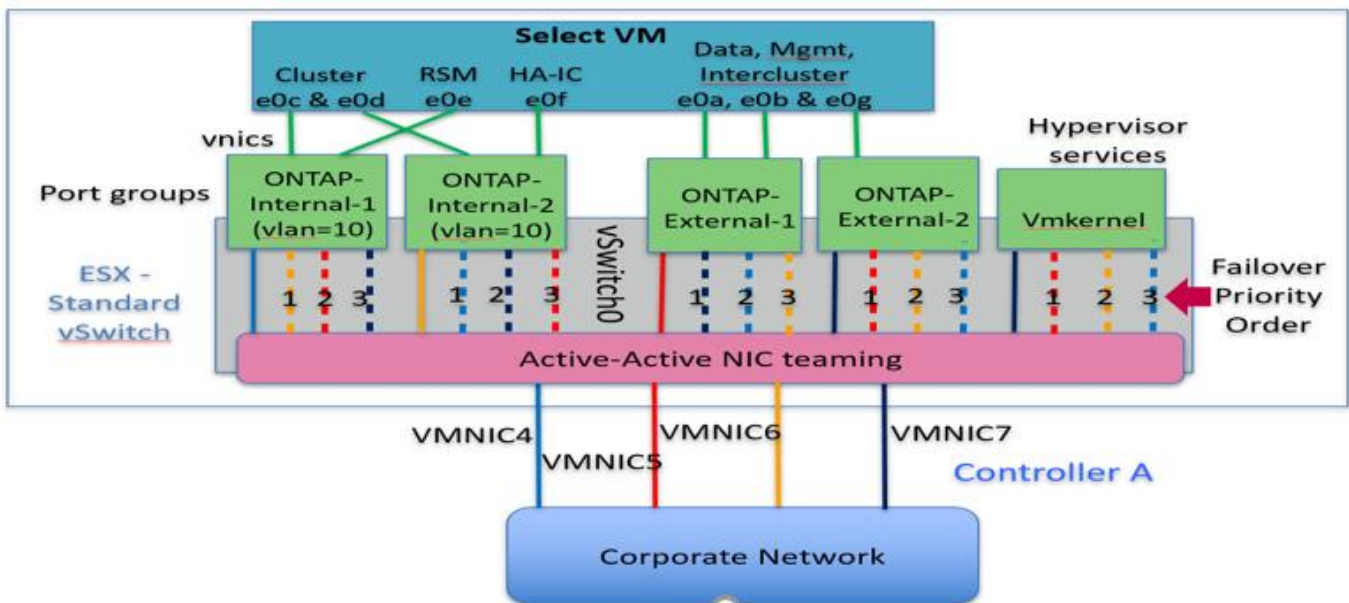 Select VM
Cluster
e0c & e0d
RSM
e0e
HA-IC
e0f
Data, Mgmt,
Intercluster
e0a, e0b & e0g
vnics
Hypervisor
services
Port groups
ONTAP-
Internal-1
(vlan=10)
ONTAP-
Internal-2
(vlan=10)
ONTAP-
External-1
ONTAP-
External-2
Vmkernel
ESX -
Standard
vSwitch
vSwitch0
1 2 3
1 2 3
1 2 3
1 2 3
1 2 3
Failover
Priority
Order
Active-Active NIC teaming
VMNIC4
VMNIC5
VMNIC6
VMNIC7
Controller A
Corporate Network